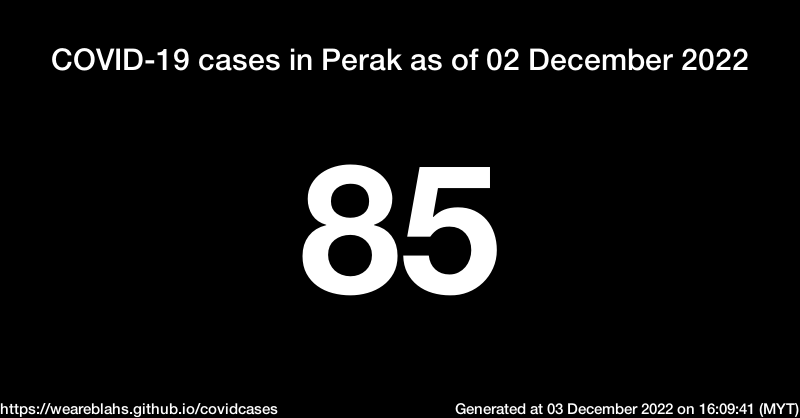 COVID-19 cases in Perak as of 02 December 2022
85
https://weareblahs.github.io/covidcases
Generated at 03 December 2022 on 16:09:41 (MYT)